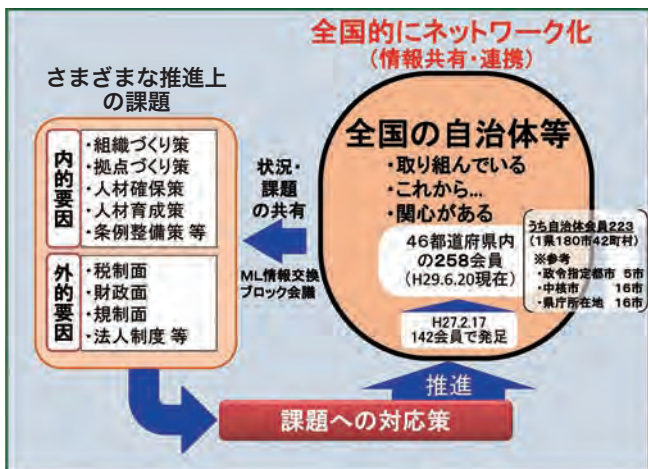 全国的にネットワーク化
(情報共有・連携)
さまざまな推進上
の課題
内的要因
・組織づくり策
・拠点づくり策
・人材確保策
・人材育成策
・条例整備策 等
外的要因
・税制面
・財政面
・規制面
・法人制度 等
状況・
課題
の共有
ML情報交換
ブロック会議
全国の自治体等
・取り組んでいる
・これから…
・関心がある
46都道府県内
の258会員
(H29.6.20現在)
H27.2.17
142会員で発足
うち自治体会員223
(1県180市42町村)
※参考
・政令指定都市 5市
・中核市 16市
・県庁所在地 16市
推進
課題への対応策